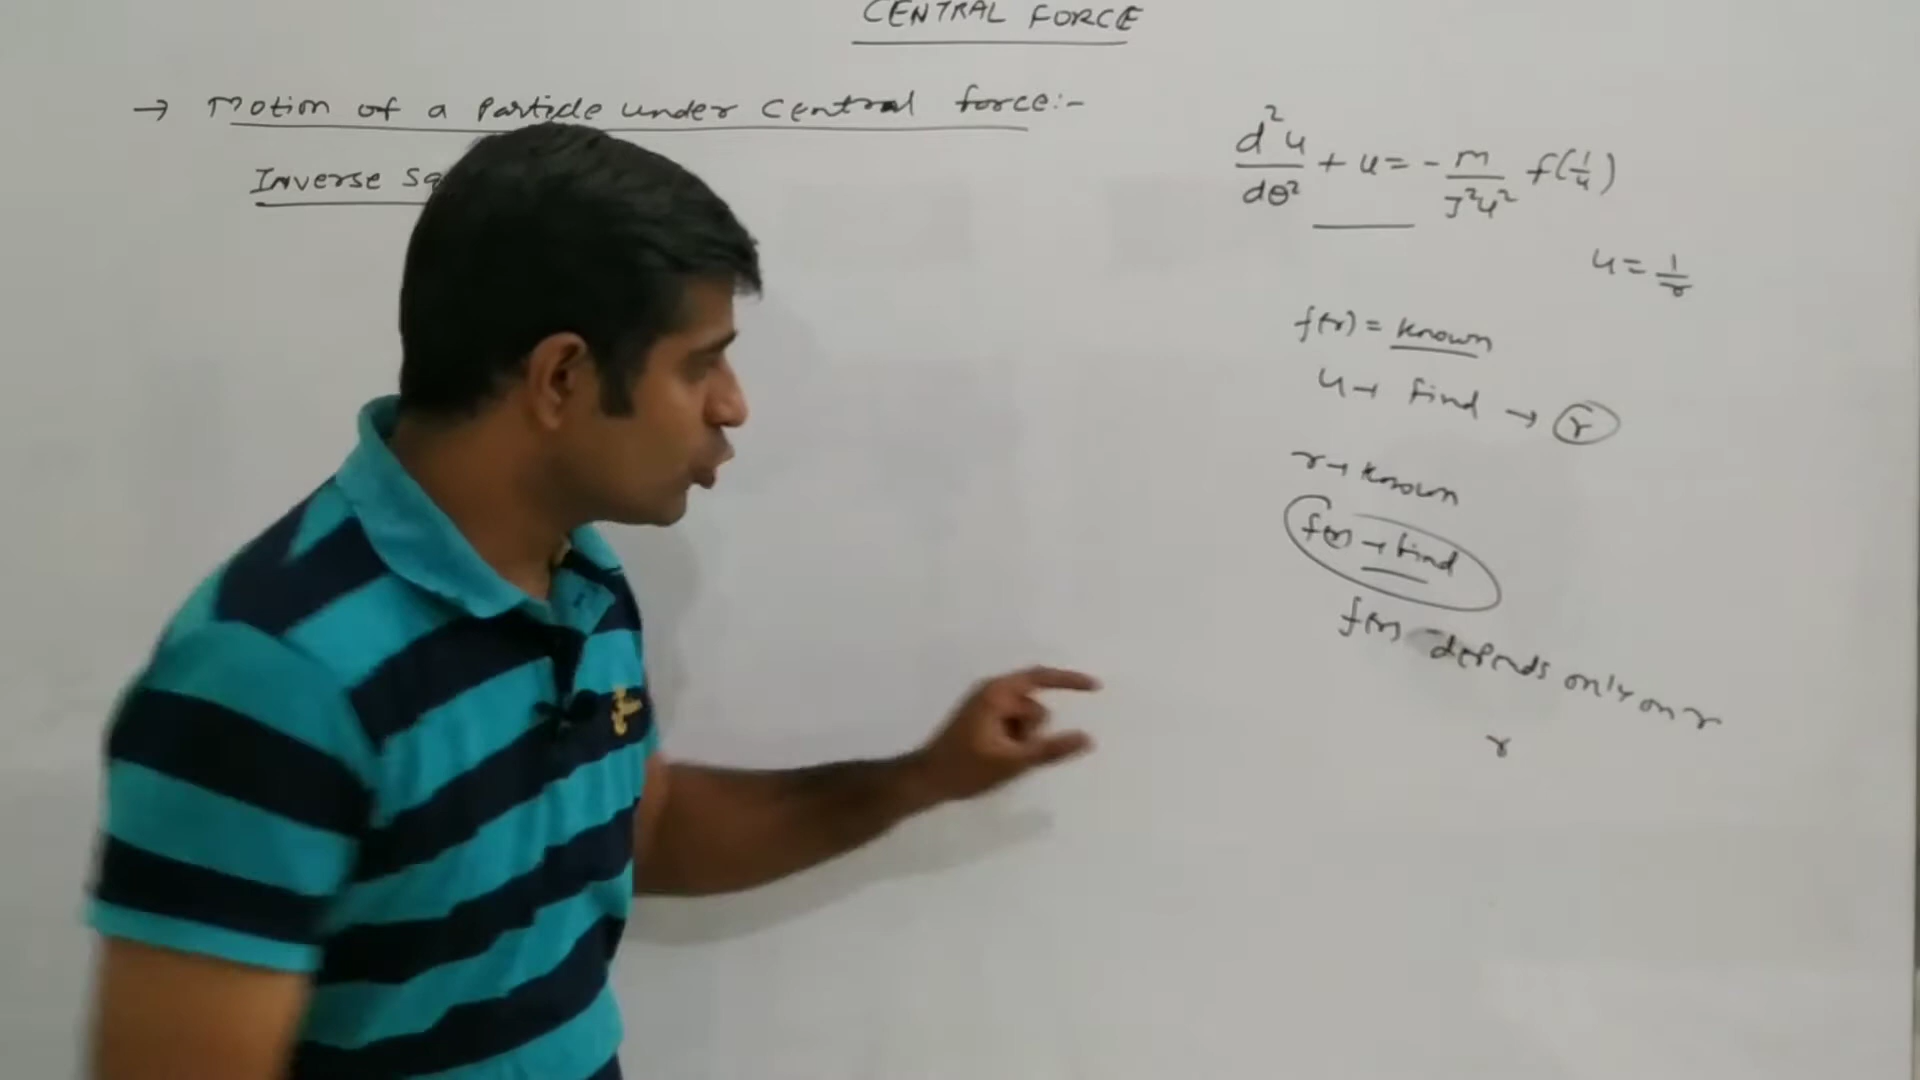 CENTRAL FORCE
→ Motion of a Particle under Central force:-
Inverse Sq
d²u/dθ² + u = - m/J²u² f(1/u)
u = 1/r
f(r) = known
u → find → r
r → known
f(r) → find
f(r) depends only on r
r